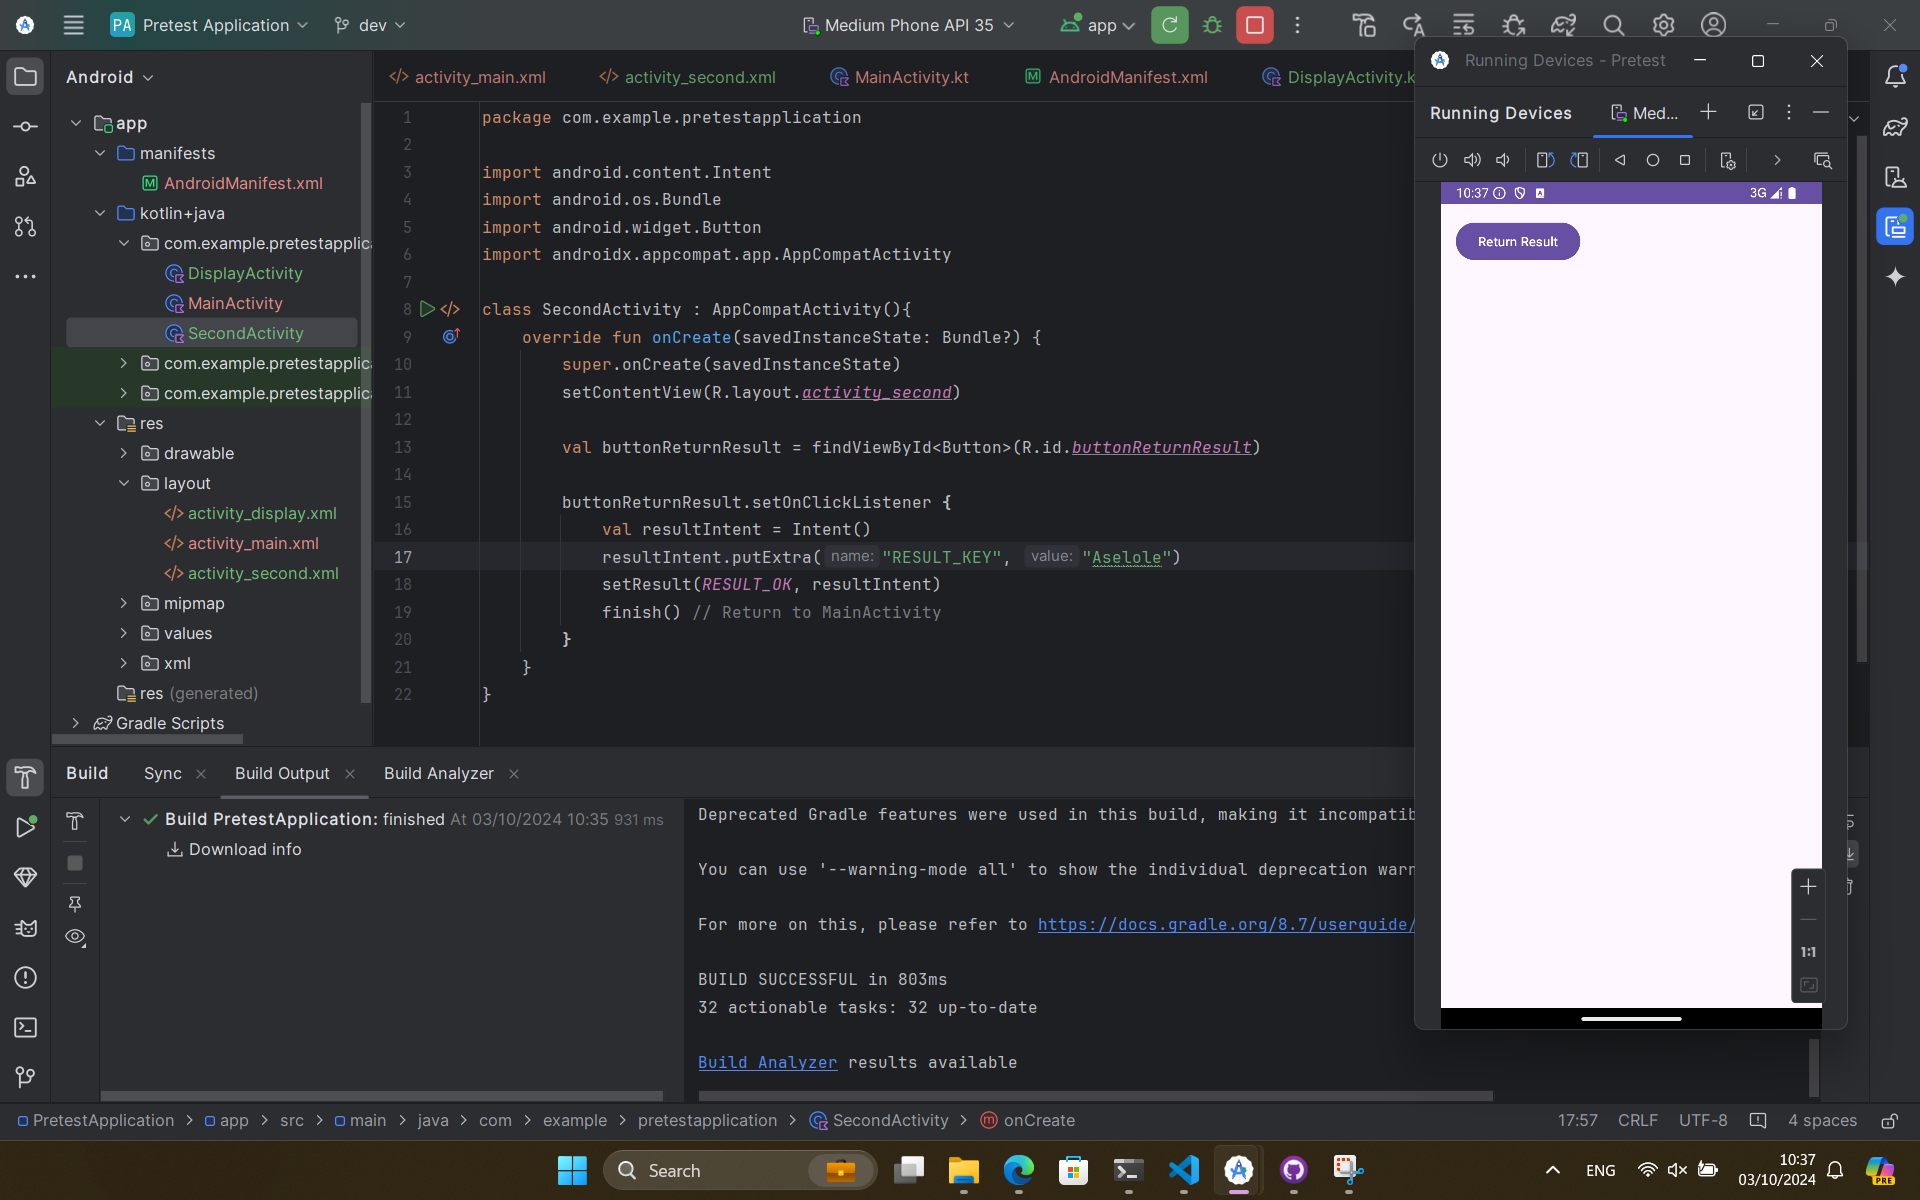 PA Pretest Application dev Medium Phone API 35 app
Running Devices - Pretest
Android
activity_main.xml activity_second.xml MainActivity.kt AndroidManifest.xml DisplayActivity.k
Running Devices Med...
app
manifests
AndroidManifest.xml
kotlin+java
com.example.pretestapplic
DisplayActivity
MainActivity
SecondActivity
com.example.pretestapplic
com.example.pretestapplic
res
drawable
layout
activity_display.xml
activity_main.xml
activity_second.xml
mipmap
values
xml
res (generated)
Gradle Scripts
1 package com.example.pretestapplication
2
3 import android.content.Intent
4 import android.os.Bundle
5 import android.widget.Button
6 import androidx.appcompat.app.AppCompatActivity
7
8 class SecondActivity : AppCompatActivity(){
9 override fun onCreate(savedInstanceState: Bundle?) {
10 super.onCreate(savedInstanceState)
11 setContentView(R.layout.activity_second)
12
13 val buttonReturnResult = findViewById<Button>(R.id.buttonReturnResult)
14
15 buttonReturnResult.setOnClickListener {
16 val resultIntent = Intent()
17 resultIntent.putExtra( name: "RESULT_KEY", value: "Aselole")
18 setResult(RESULT_OK, resultIntent)
19 finish() // Return to MainActivity
20 }
21 }
22 }
10:37 3G
Return Result
1:1
Build Sync Build Output Build Analyzer
Build PretestApplication: finished At 03/10/2024 10:35 931 ms
Download info
Deprecated Gradle features were used in this build, making it incompatib
You can use '--warning-mode all' to show the individual deprecation warn
For more on this, please refer to https://docs.gradle.org/8.7/userguide/
BUILD SUCCESSFUL in 803ms
32 actionable tasks: 32 up-to-date
Build Analyzer results available
PretestApplication > app > src > main > java > com > example > pretestapplication > SecondActivity > onCreate
17:57 CRLF UTF-8 4 spaces
Search
ENG
10:37
03/10/2024
PRE